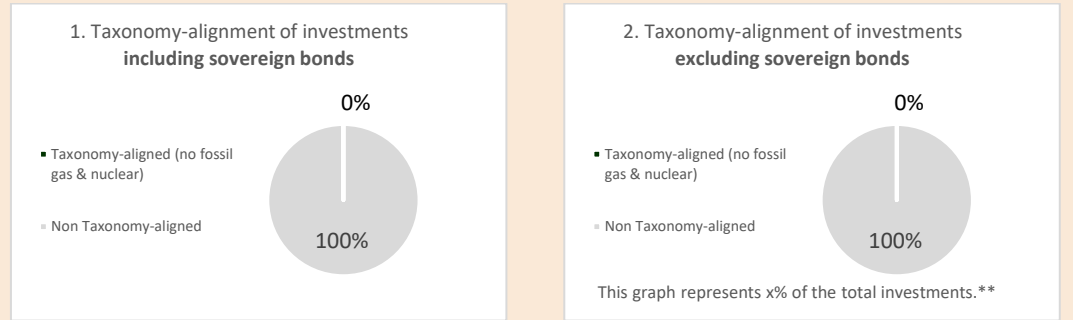 1. Taxonomy-alignment of investments
including sovereign bonds
0%
Taxonomy-aligned (no fossil
gas & nuclear)
Non Taxonomy-aligned
100%
2. Taxonomy-alignment of investments
excluding sovereign bonds
0%
Taxonomy-aligned (no fossil
gas & nuclear)
Non Taxonomy-aligned
100%
This graph represents x% of the total investments.**